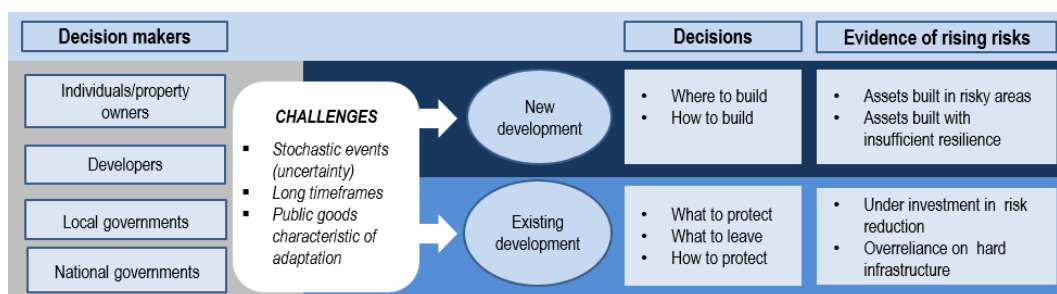 Decision makers
Decisions
Evidence of rising risks
Individuals/property
owners
Developers
Local governments
National governments
CHALLENGES
▪ Stochastic events
(uncertainty)
▪ Long timeframes
▪ Public goods
characteristic of
adaptation
New
development
• Where to build
• How to build
• Assets built in risky areas
• Assets built with
insufficient resilience
Existing
development
• What to protect
• What to leave
• How to protect
• Under investment in risk
reduction
• Overreliance on hard
infrastructure